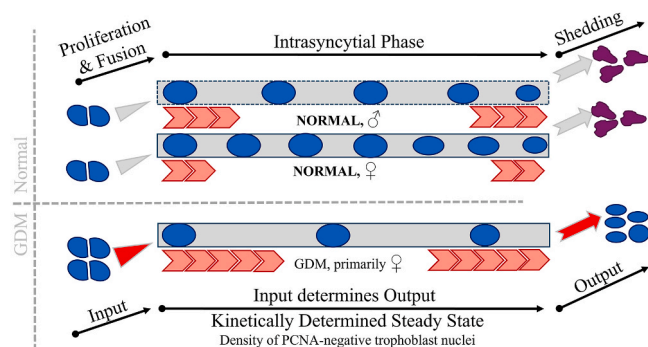 Proliferation
& Fusion
Intrasyncytial Phase
Shedding
Normal
NORMAL, ♂
NORMAL, ♀
GDM
GDM, primarily ♀
Input
Input determines Output
Output
Kinetically Determined Steady State
Density of PCNA-negative trophoblast nuclei